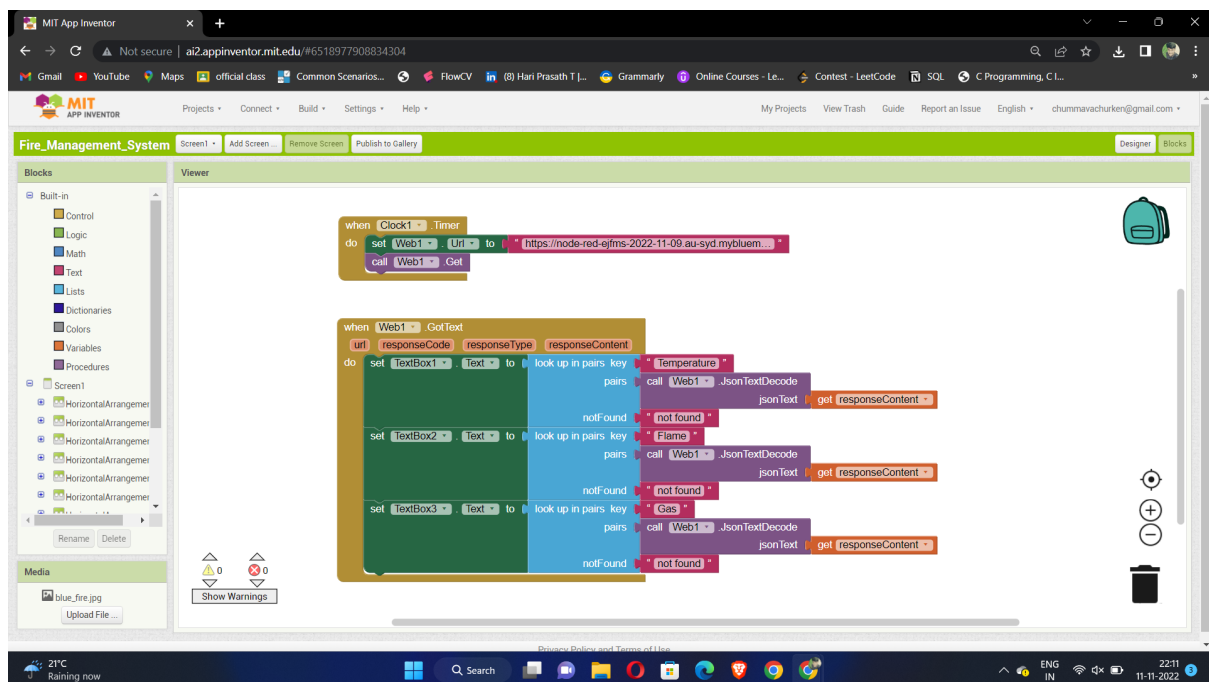 MIT App Inventor
Not secure | ai2.appinventor.mit.edu/#6518977908834304
Gmail YouTube Maps official class Common Scenarios... FlowCV (8) Hari Prasath T |... Grammarly Online Courses - Le... Contest - LeetCode SQL C Programming, C I... »
MIT
APP INVENTOR
Projects Connect Build Settings Help My Projects View Trash Guide Report an Issue English chummavachurken@gmail.com
Fire_Management_System Screen1 Add Screen ... Remove Screen Publish to Gallery Designer Blocks
Blocks
Viewer
Built-in
Control
Logic
Math
Text
Lists
Dictionaries
Colors
Variables
Procedures
Screen1
HorizontalArrangemer
HorizontalArrangemer
HorizontalArrangemer
HorizontalArrangemer
HorizontalArrangemer
HorizontalArrangemer
Rename Delete
Media
blue_fire.jpg
Upload File ...
when Clock1 .Timer
do set Web1 . Url to " https://node-red-ejfms-2022-11-09.au-syd.mybluem... "
call Web1 .Get
when Web1 .GotText
url responseCode responseType responseContent
do set TextBox1 . Text to look up in pairs key " Temperature "
pairs call Web1 .JsonTextDecode
jsonText get responseContent
notFound " not found "
set TextBox2 . Text to look up in pairs key " Flame "
pairs call Web1 .JsonTextDecode
jsonText get responseContent
notFound " not found "
set TextBox3 . Text to look up in pairs key " Gas "
pairs call Web1 .JsonTextDecode
jsonText get responseContent
notFound " not found "
0 0
Show Warnings
Privacy Policy and Terms of Use
21°C
Raining now
Search
ENG
IN
22:11
11-11-2022
3